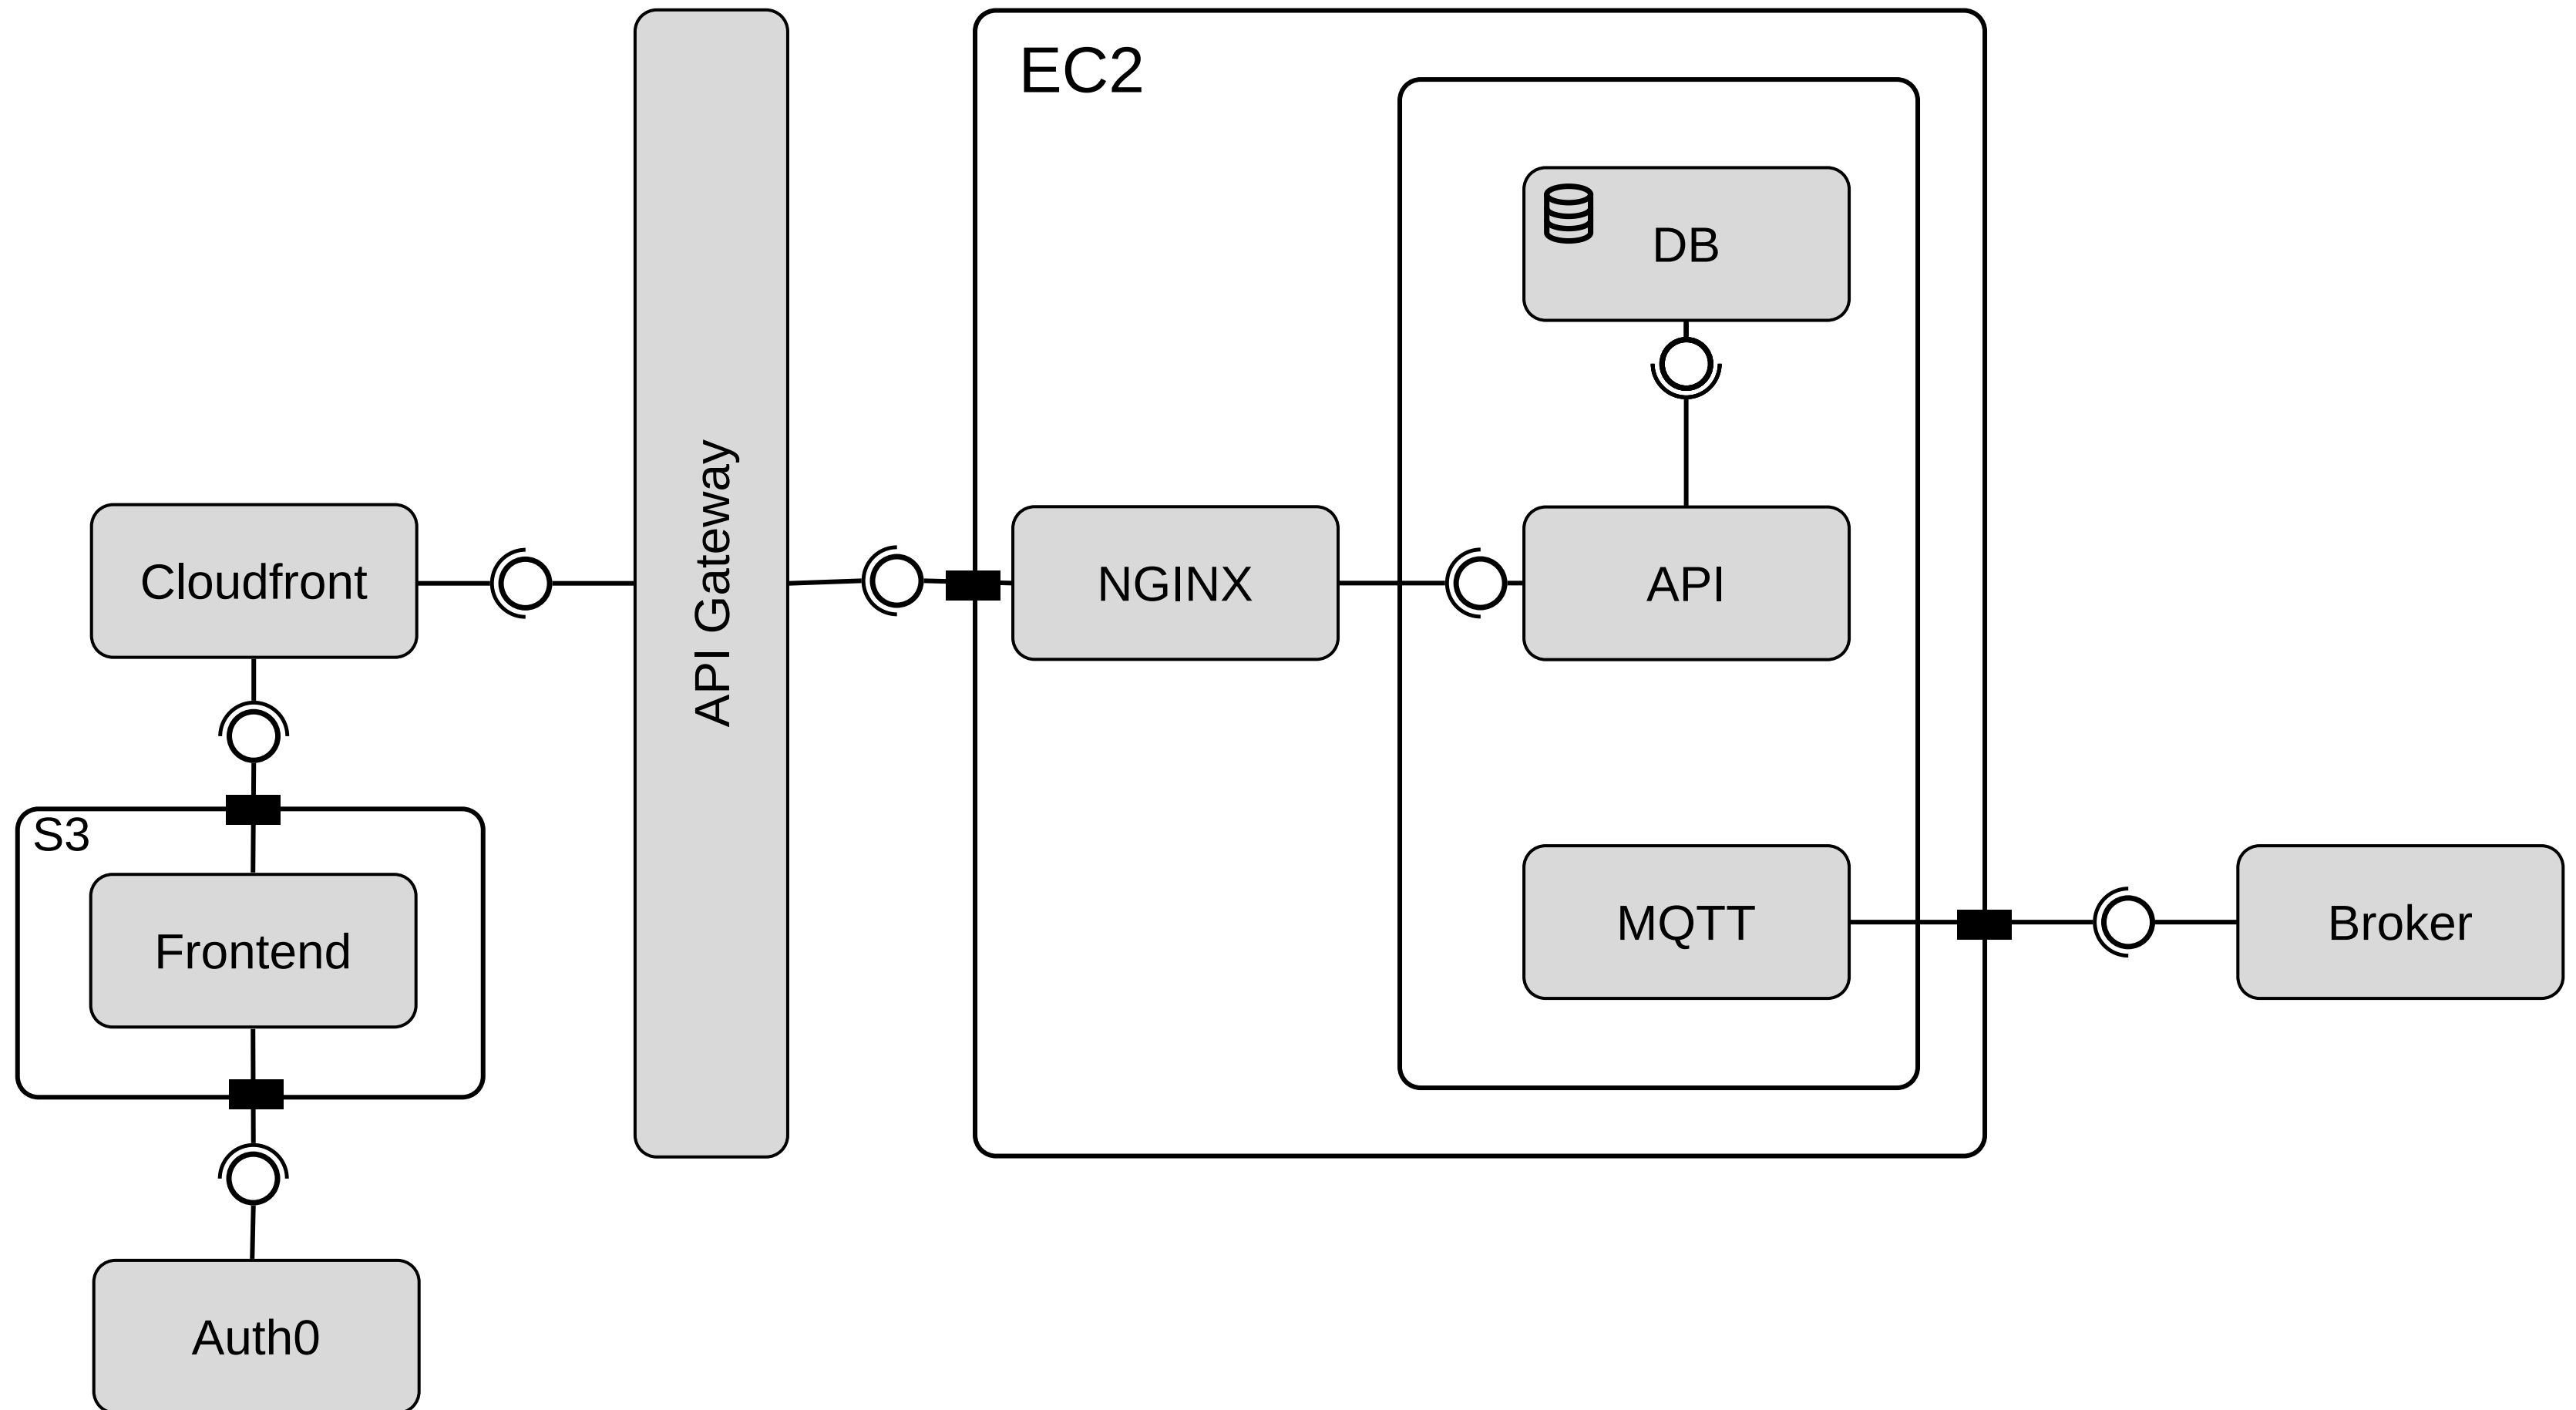 EC2
DB
API Gateway
Cloudfront
NGINX
API
S3
Frontend
MQTT
Broker
Auth0